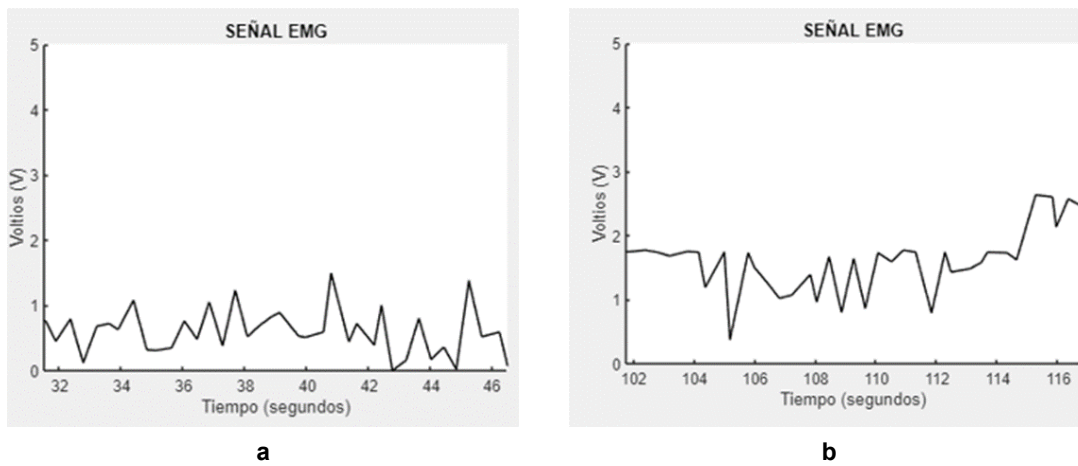 SEÑAL EMG
5
4
3
2
1
0
Voltios (V)
32 34 36 38 40 42 44 46
Tiempo (segundos)
a
SEÑAL EMG
5
4
3
2
1
0
Voltios (V)
102 104 106 108 110 112 114 116
Tiempo (segundos)
b